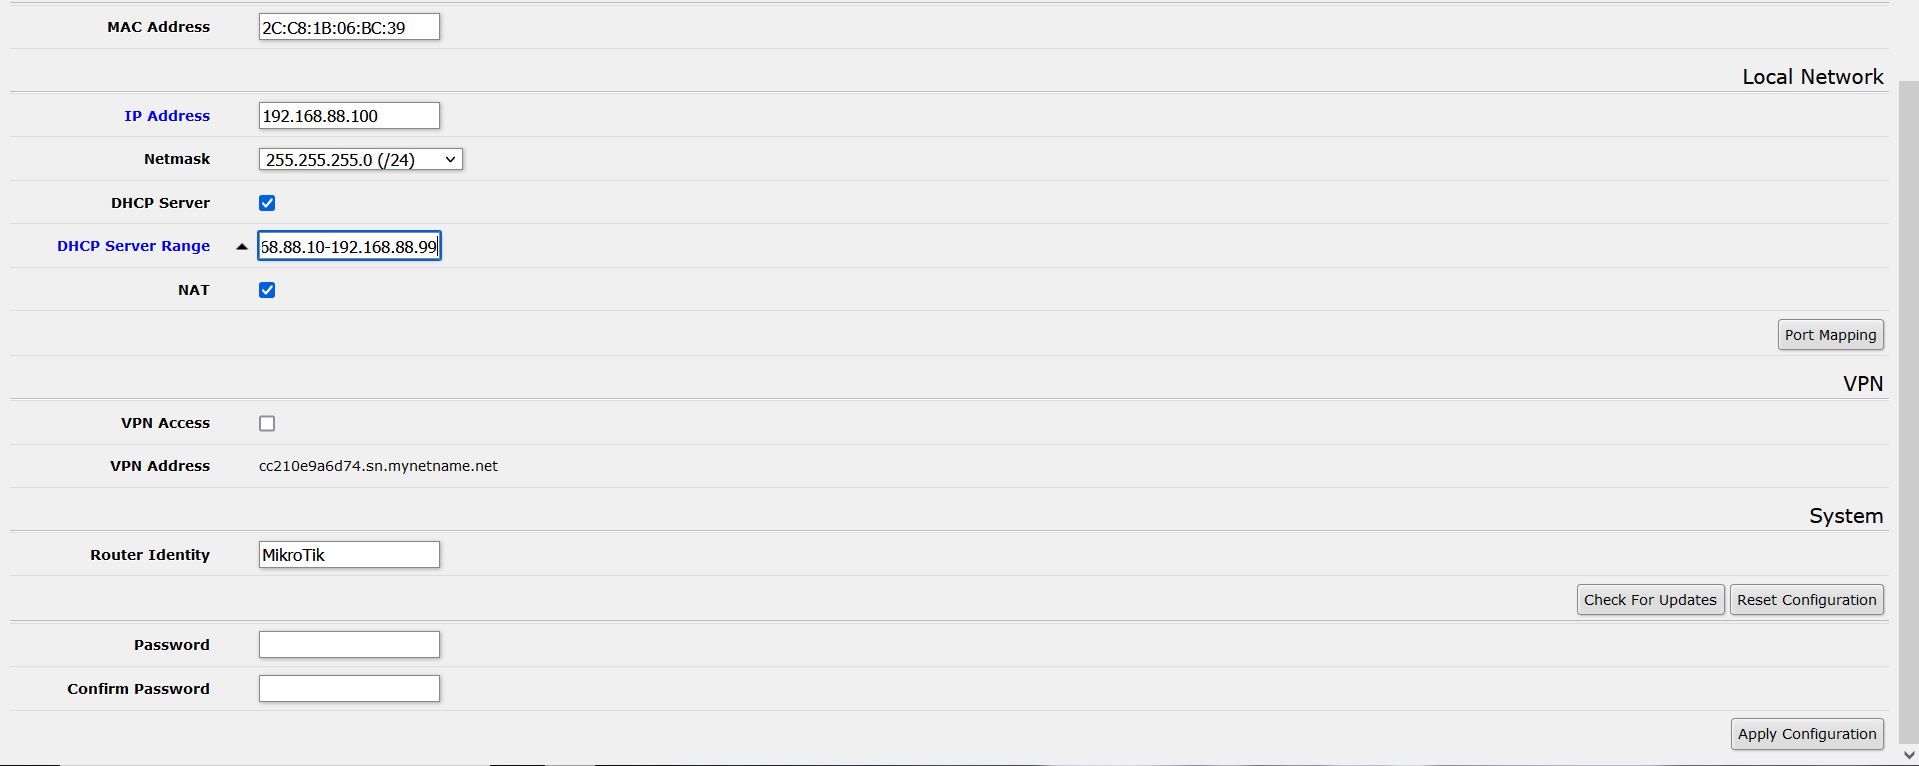 MAC Address 2C:C8:1B:06:BC:39
Local Network
IP Address 192.168.88.100
Netmask 255.255.255.0 (/24)
DHCP Server
DHCP Server Range 68.88.10-192.168.88.99
NAT
Port Mapping
VPN
VPN Access
VPN Address cc210e9a6d74.sn.mynetname.net
System
Router Identity MikroTik
Check For Updates Reset Configuration
Password
Confirm Password
Apply Configuration